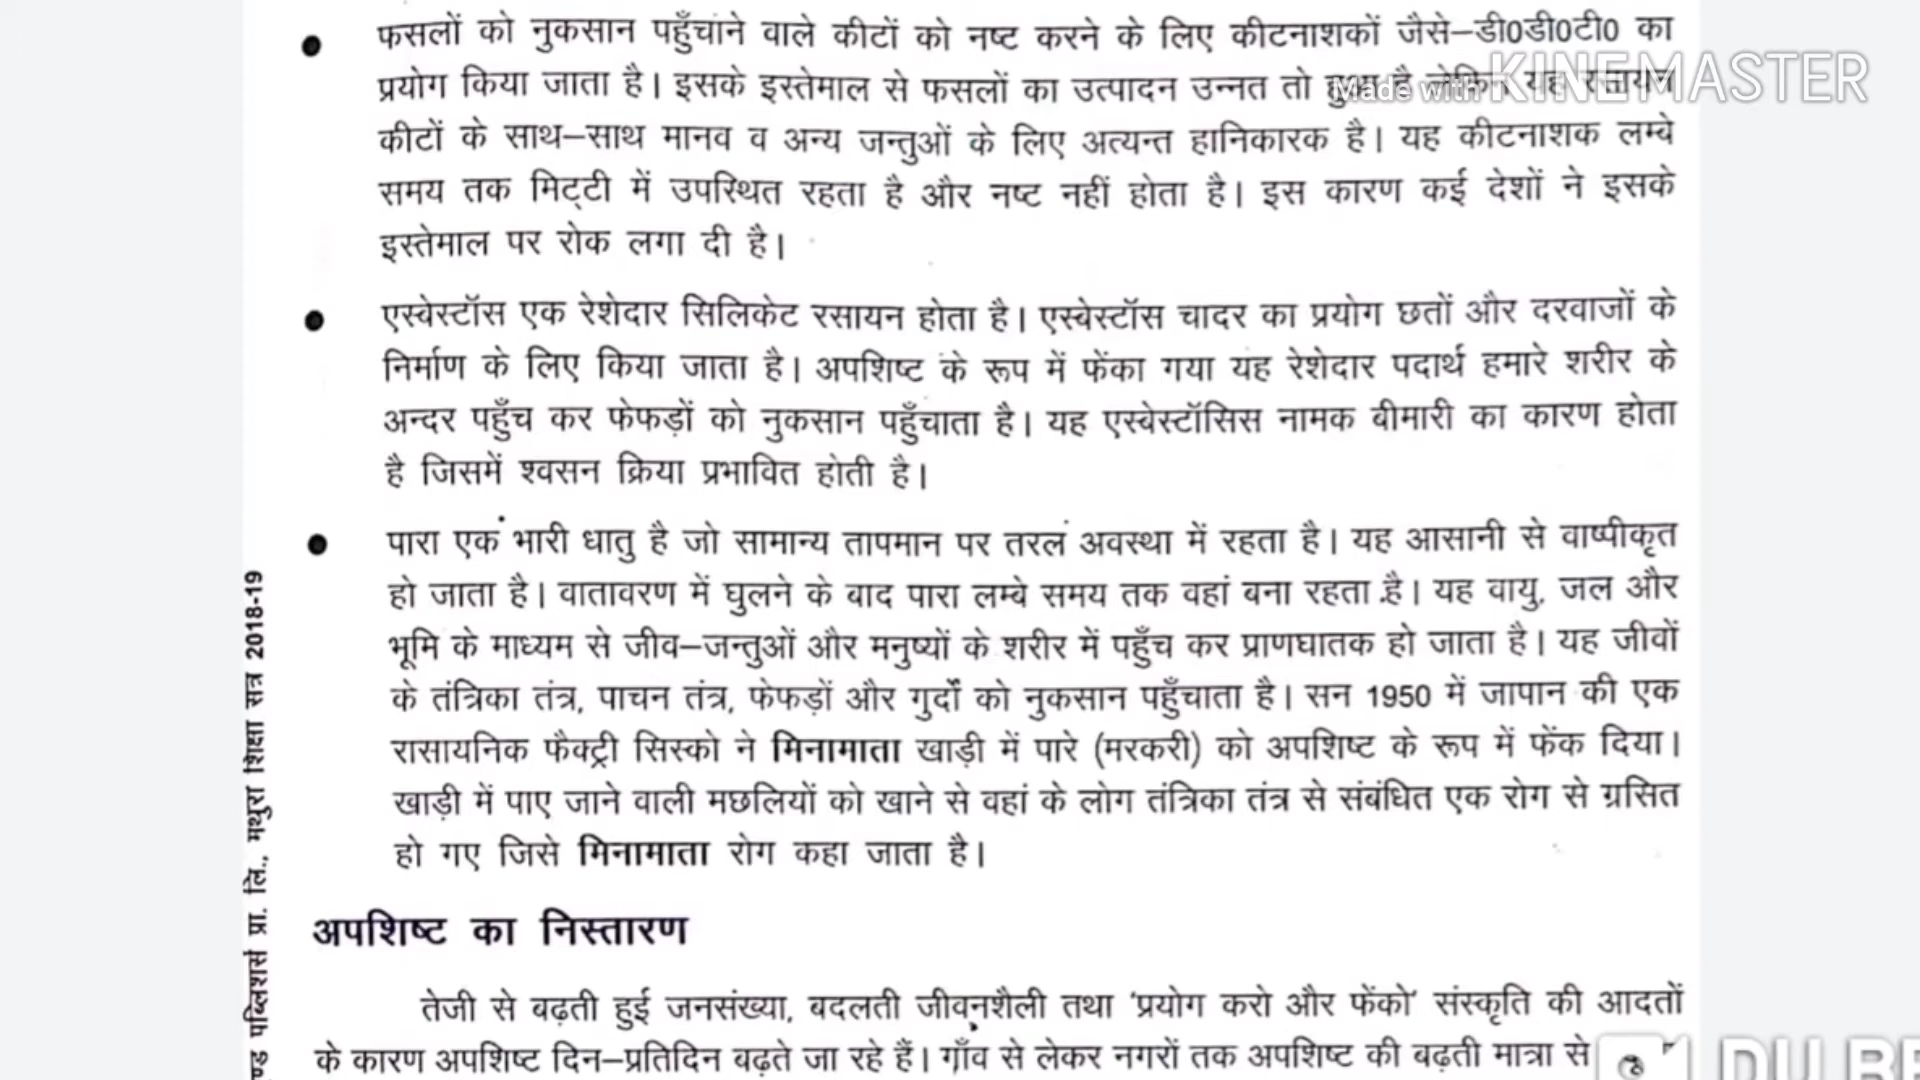 फसलों को नुकसान पहुँचाने वाले कीटों को नष्ट करने के लिए कीटनाशकों जैसे–डी0डी0टी0 का
प्रयोग किया जाता है। इसके इस्तेमाल से फसलों का उत्पादन उन्नत तो हुआ है लेकिन यह रसायन
Made with KINEMASTER
कीटों के साथ–साथ मानव व अन्य जन्तुओं के लिए अत्यन्त हानिकारक है। यह कीटनाशक लम्बे
समय तक मिट्टी में उपस्थित रहता है और नष्ट नहीं होता है। इस कारण कई देशों ने इसके
इस्तेमाल पर रोक लगा दी है।
एस्बेस्टॉस एक रेशेदार सिलिकेट रसायन होता है। एस्बेस्टॉस चादर का प्रयोग छतों और दरवाजों के
निर्माण के लिए किया जाता है। अपशिष्ट के रूप में फेंका गया यह रेशेदार पदार्थ हमारे शरीर के
अन्दर पहुँच कर फेफड़ों को नुकसान पहुँचाता है। यह एस्बेस्टॉसिस नामक बीमारी का कारण होता
है जिसमें श्वसन क्रिया प्रभावित होती है।
पारा एक भारी धातु है जो सामान्य तापमान पर तरल अवस्था में रहता है। यह आसानी से वाष्पीकृत
हो जाता है। वातावरण में घुलने के बाद पारा लम्बे समय तक वहां बना रहता है। यह वायु, जल और
भूमि के माध्यम से जीव–जन्तुओं और मनुष्यों के शरीर में पहुँच कर प्राणघातक हो जाता है। यह जीवों
के तंत्रिका तंत्र, पाचन तंत्र, फेफड़ों और गुर्दों को नुकसान पहुँचाता है। सन 1950 में जापान की एक
रासायनिक फैक्ट्री सिस्को ने मिनामाता खाड़ी में पारे (मरकरी) को अपशिष्ट के रूप में फेंक दिया।
खाड़ी में पाए जाने वाली मछलियों को खाने से वहां के लोग तंत्रिका तंत्र से संबंधित एक रोग से ग्रसित
हो गए जिसे मिनामाता रोग कहा जाता है।
अपशिष्ट का निस्तारण
तेजी से बढ़ती हुई जनसंख्या, बदलती जीवनशैली तथा 'प्रयोग करो और फेंको' संस्कृति की आदतों
के कारण अपशिष्ट दिन–प्रतिदिन बढ़ते जा रहे हैं। गाँव से लेकर नगरों तक अपशिष्ट की बढ़ती मात्रा से
पब्लिशर्स प्रा. लि., मथुरा शिक्षा सत्र 2018-19